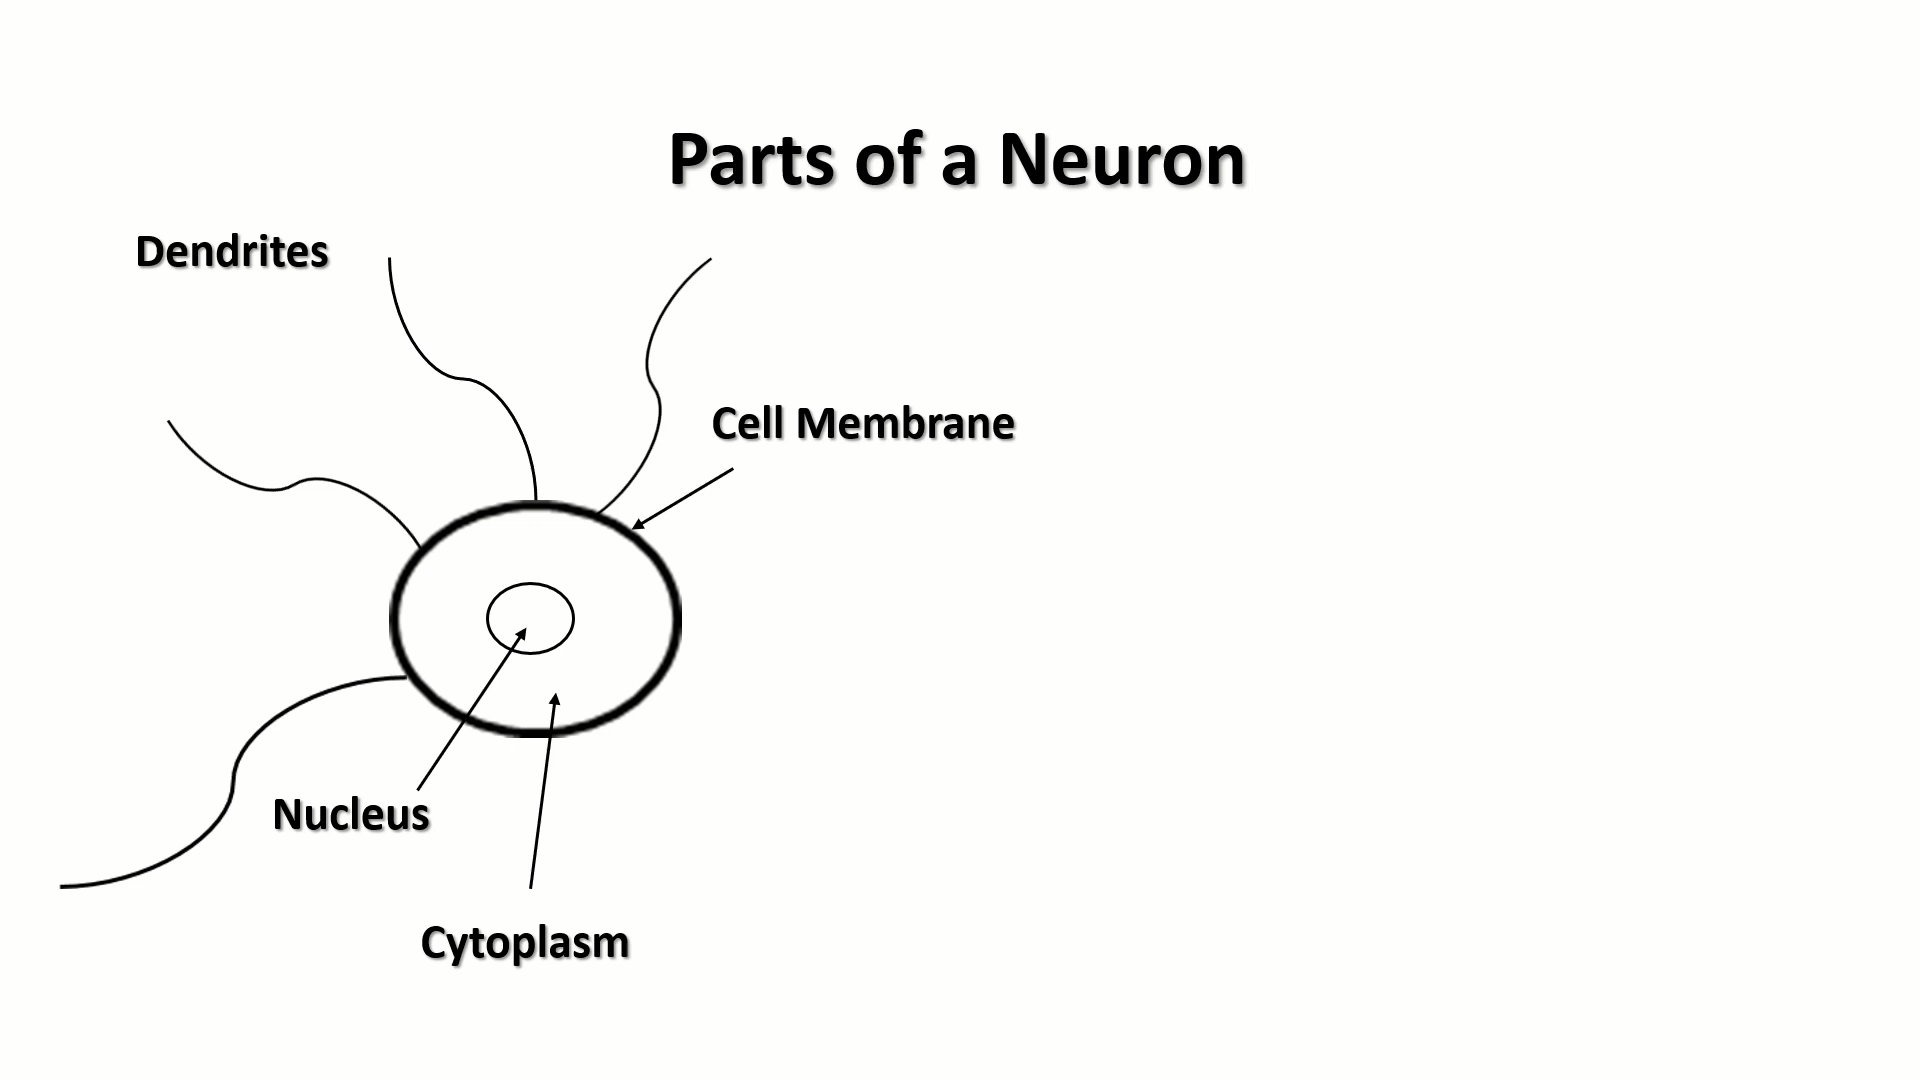 Parts of a Neuron
Dendrites
Cell Membrane
Nucleus
Cytoplasm